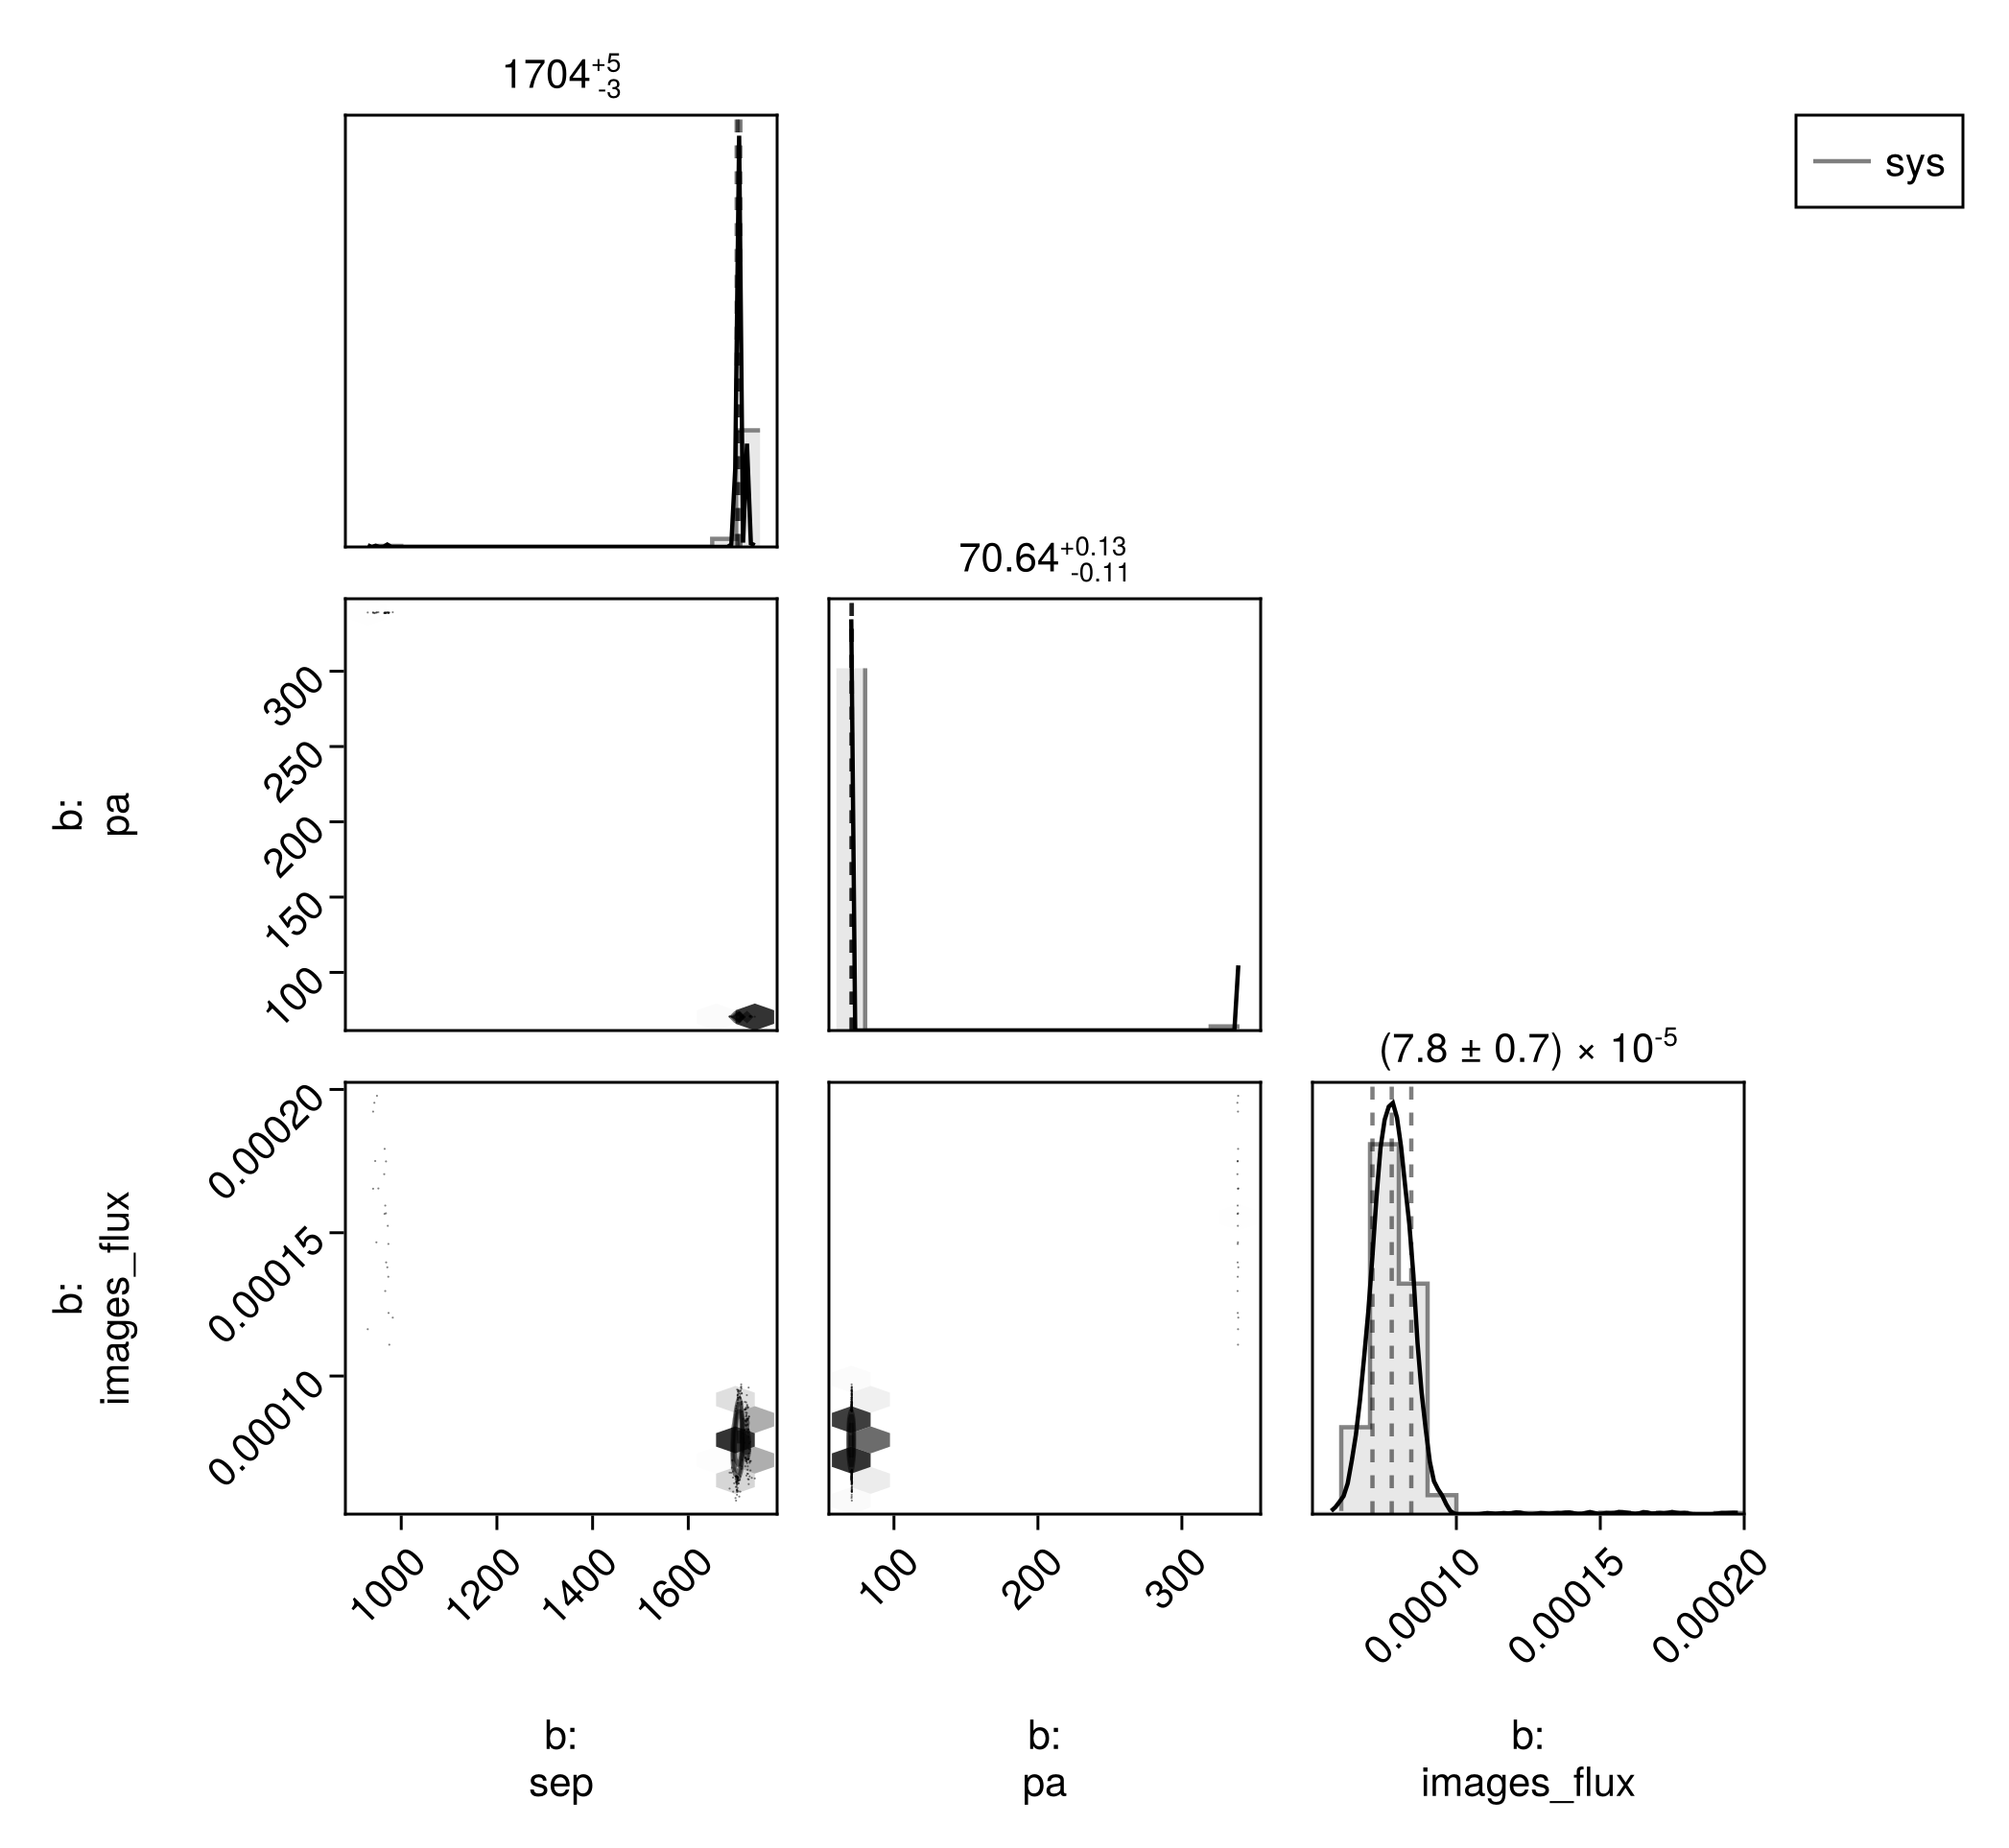 1704+5-3
sys
70.64+0.13-0.11
300
250
200
150
100
b:
pa
(7.8 ± 0.7) × 10-5
0.00020
0.00015
0.00010
b:
images_flux
1000 1200 1400 1600
100 200 300
0.00010 0.00015 0.00020
b:
sep
b:
pa
b:
images_flux